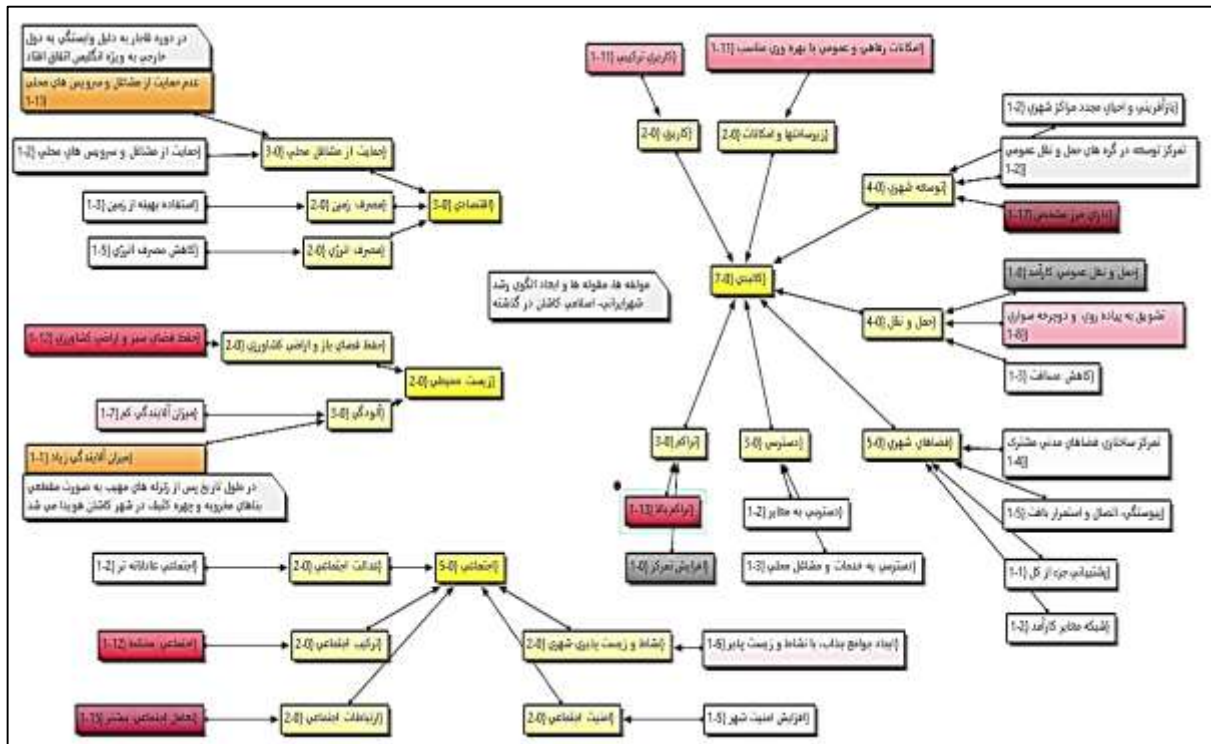 در دوره قاجار به دلیل وابستگی به دول
خارجی به ویژه انگلیس اتفاق افتاد
عدم حمایت از مشاغل و سرویس های محلی
1-1}
حمایت از مشاغل و سرویس های محلی {1-2}
حمایت از مشاغل محلی {3-0}
استفاده بهینه از زمین {1-3}
مصرف زمین {2-0}
اقتصادی {3-0}
کاهش مصرف انرژی {1-5}
مصرف انرژی {2-0}
حفظ فضای سبز و اراضی کشاورزی {1-12}
حفظ فضای باز و اراضی کشاورزی {2-0}
زیست محیطی {2-0}
میزان آلایندگی کم {1-7}
آلودگی {3-0}
میزان آلایندگی زیاد {1-1}
در طول تاریخ پس از زلزله های مهیب به صورت مقطعی
بناهای مخروبه و چهره کثیف در شهر کاشان هویدا می شد
مولفه ها، مقوله ها و ابعاد الگوی رشد
شهرایرانی- اسلامی کاشان در گذشته
کاربری ترکیبی {1-11}
امکانات رفاهی و عمومی با بهره وری مناسب {1-11}
کاربری {2-0}
زیرساختها و امکانات {2-0}
بازآفرینی و احیای مجدد مراکز شهری {1-2}
تمرکز توسعه در گره های حمل و نقل عمومی
1-2}
توسعه شهری {4-0}
دارای مرز مشخص {1-17}
کالبدی {7-0}
حمل و نقل عمومی کارآمد {1-0}
حمل و نقل {4-0}
تشویق به پیاده روی و دوچرخه سواری
1-8}
کاهش مسافت {1-3}
تراکم {3-0}
دسترسی {3-0}
فضاهای شهری {5-0}
تمرکز ساختاری فضاهای مدنی مشترک
1-4}
تراکم بالا {1-13}
دسترسی به معابر {1-2}
پیوستگی، اتصال و استمرار بافت {1-5}
افزایش تمرکز {1-0}
دسترسی به خدمات و مشاغل محلی {1-3}
پشتیبانی جزء از کل {1-1}
شبکه معابر کارآمد {1-2}
اجتماعی عادلانه تر {1-2}
عدالت اجتماعی {2-0}
اجتماعی {5-0}
اجتماعی مختلط {1-12}
ترکیب اجتماعی {2-0}
نشاط و زیست پذیری شهری {2-0}
ایجاد جوامع جذاب، با نشاط و زیست پذیر {1-6}
تعامل اجتماعی بیشتر {1-15}
ارتباطات اجتماعی {2-0}
امنیت اجتماعی {2-0}
افزایش امنیت شهر {1-5}